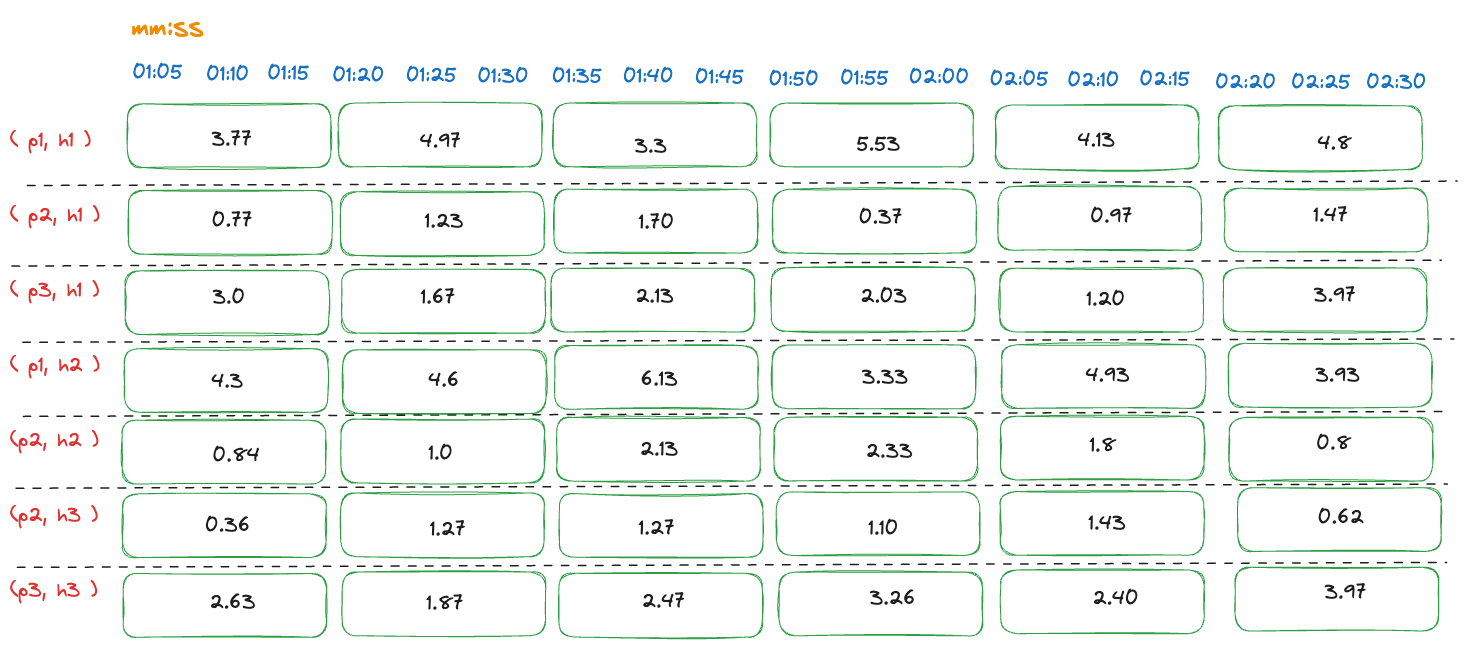 mm:SS
01:05 01:10 01:15 01:20 01:25 01:30 01:35 01:40 01:45 01:50 01:55 02:00 02:05 02:10 02:15 02:20 02:25 02:30
( p1, h1 ) 3.77 4.97 3.3 5.53 4.13 4.8
( p2, h1 ) 0.77 1.23 1.70 0.37 0.97 1.47
( p3, h1 ) 3.0 1.67 2.13 2.03 1.20 3.97
( p1, h2 ) 4.3 4.6 6.13 3.33 4.93 3.93
(p2, h2 ) 0.84 1.0 2.13 2.33 1.8 0.8
(p2, h3 ) 0.36 1.27 1.27 1.10 1.43 0.62
(p3, h3 ) 2.63 1.87 2.47 3.26 2.40 3.97